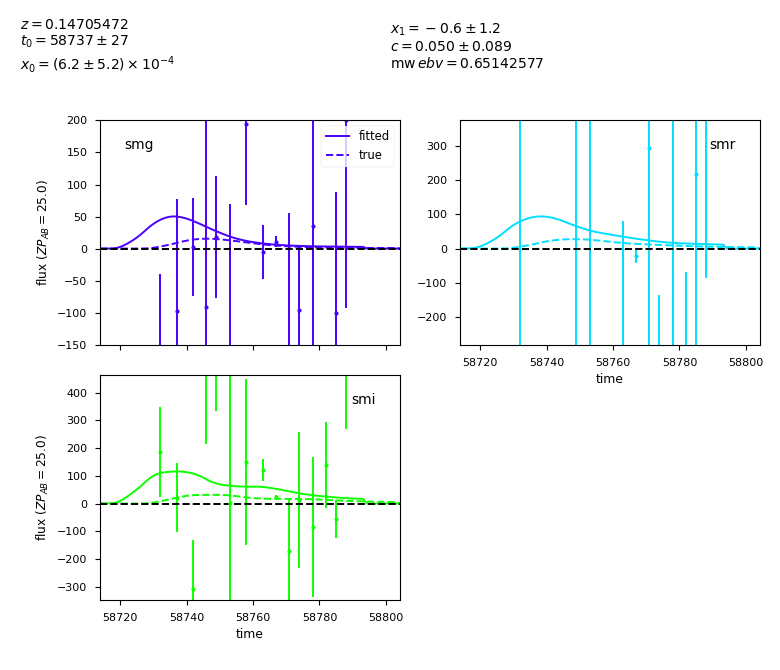 z = 0.14705472
t₀ = 58737 ± 27
x₀ = (6.2 ± 5.2) × 10⁻⁴
x₁ = −0.6 ± 1.2
c = 0.050 ± 0.089
mw ebv = 0.65142577
smg
fitted
true
200
150
100
50
0
−50
−100
−150
flux (ZP_AB = 25.0)
smr
300
200
100
0
−100
−200
58720 58740 58760 58780 58800
time
smi
400
300
200
100
0
−100
−200
−300
flux (ZP_AB = 25.0)
58720 58740 58760 58780 58800
time